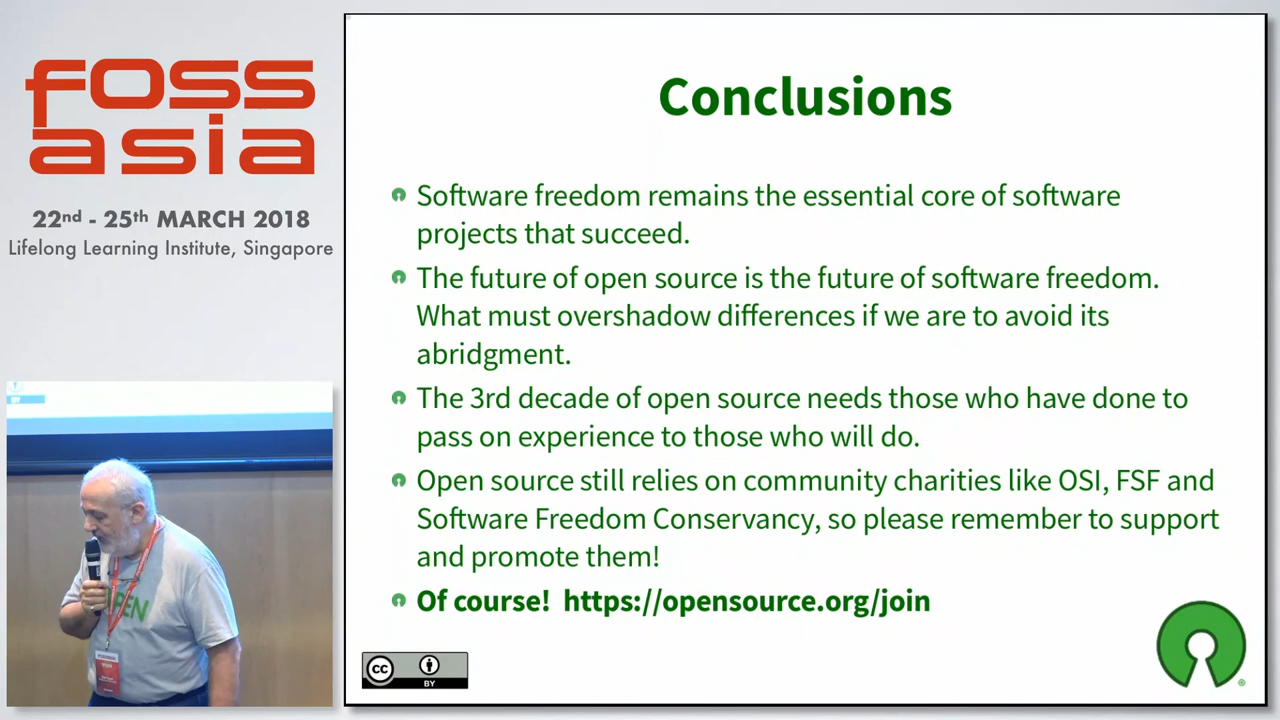 foss
asia
22nd - 25th MARCH 2018
Lifelong Learning Institute, Singapore
Conclusions
Software freedom remains the essential core of software
projects that succeed.
The future of open source is the future of software freedom.
What must overshadow differences if we are to avoid its
abridgment.
The 3rd decade of open source needs those who have done to
pass on experience to those who will do.
Open source still relies on community charities like OSI, FSF and
Software Freedom Conservancy, so please remember to support
and promote them!
Of course! https://opensource.org/join
cc
BY
OPEN